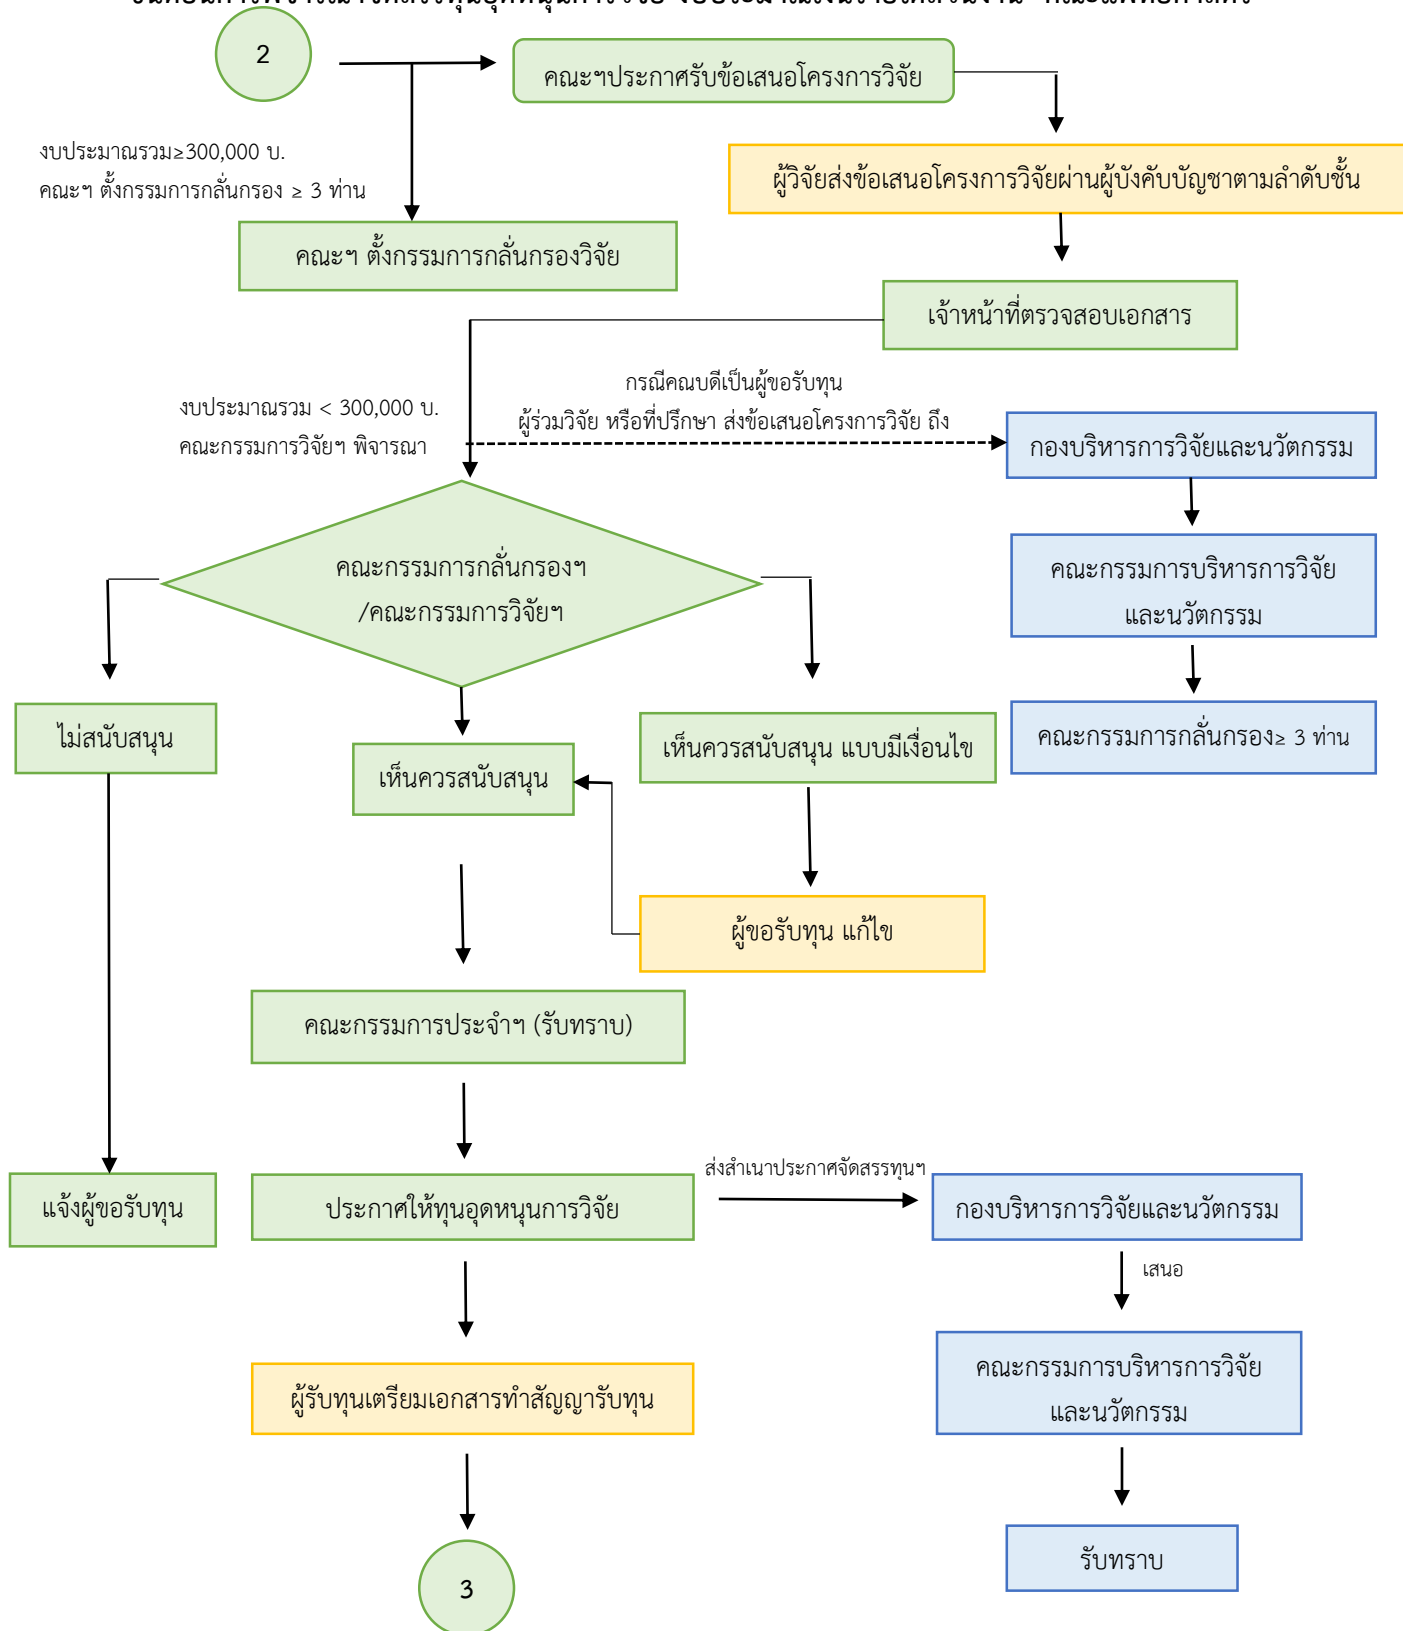 2
คณะฯประกาศรับข้อเสนอโครงการวิจัย
งบประมาณรวม≥300,000 บ.
คณะฯ ตั้งกรรมการกลั่นกรอง ≥ 3 ท่าน
ผู้วิจัยส่งข้อเสนอโครงการวิจัยผ่านผู้บังคับบัญชาตามลำดับชั้น
คณะฯ ตั้งกรรมการกลั่นกรองวิจัย
เจ้าหน้าที่ตรวจสอบเอกสาร
งบประมาณรวม < 300,000 บ.
คณะกรรมการวิจัยฯ พิจารณา
กรณีคณบดีเป็นผู้ขอรับทุน
ผู้ร่วมวิจัย หรือที่ปรึกษา ส่งข้อเสนอโครงการวิจัย ถึง
กองบริหารการวิจัยและนวัตกรรม
คณะกรรมการกลั่นกรองฯ
/คณะกรรมการวิจัยฯ
คณะกรรมการบริหารการวิจัย
และนวัตกรรม
ไม่สนับสนุน
เห็นควรสนับสนุน
เห็นควรสนับสนุน แบบมีเงื่อนไข
คณะกรรมการกลั่นกรอง≥ 3 ท่าน
ผู้ขอรับทุน แก้ไข
คณะกรรมการประจำฯ (รับทราบ)
แจ้งผู้ขอรับทุน
ประกาศให้ทุนอุดหนุนการวิจัย
ส่งสำเนาประกาศจัดสรรทุนฯ
กองบริหารการวิจัยและนวัตกรรม
เสนอ
ผู้รับทุนเตรียมเอกสารทำสัญญารับทุน
คณะกรรมการบริหารการวิจัย
และนวัตกรรม
รับทราบ
3